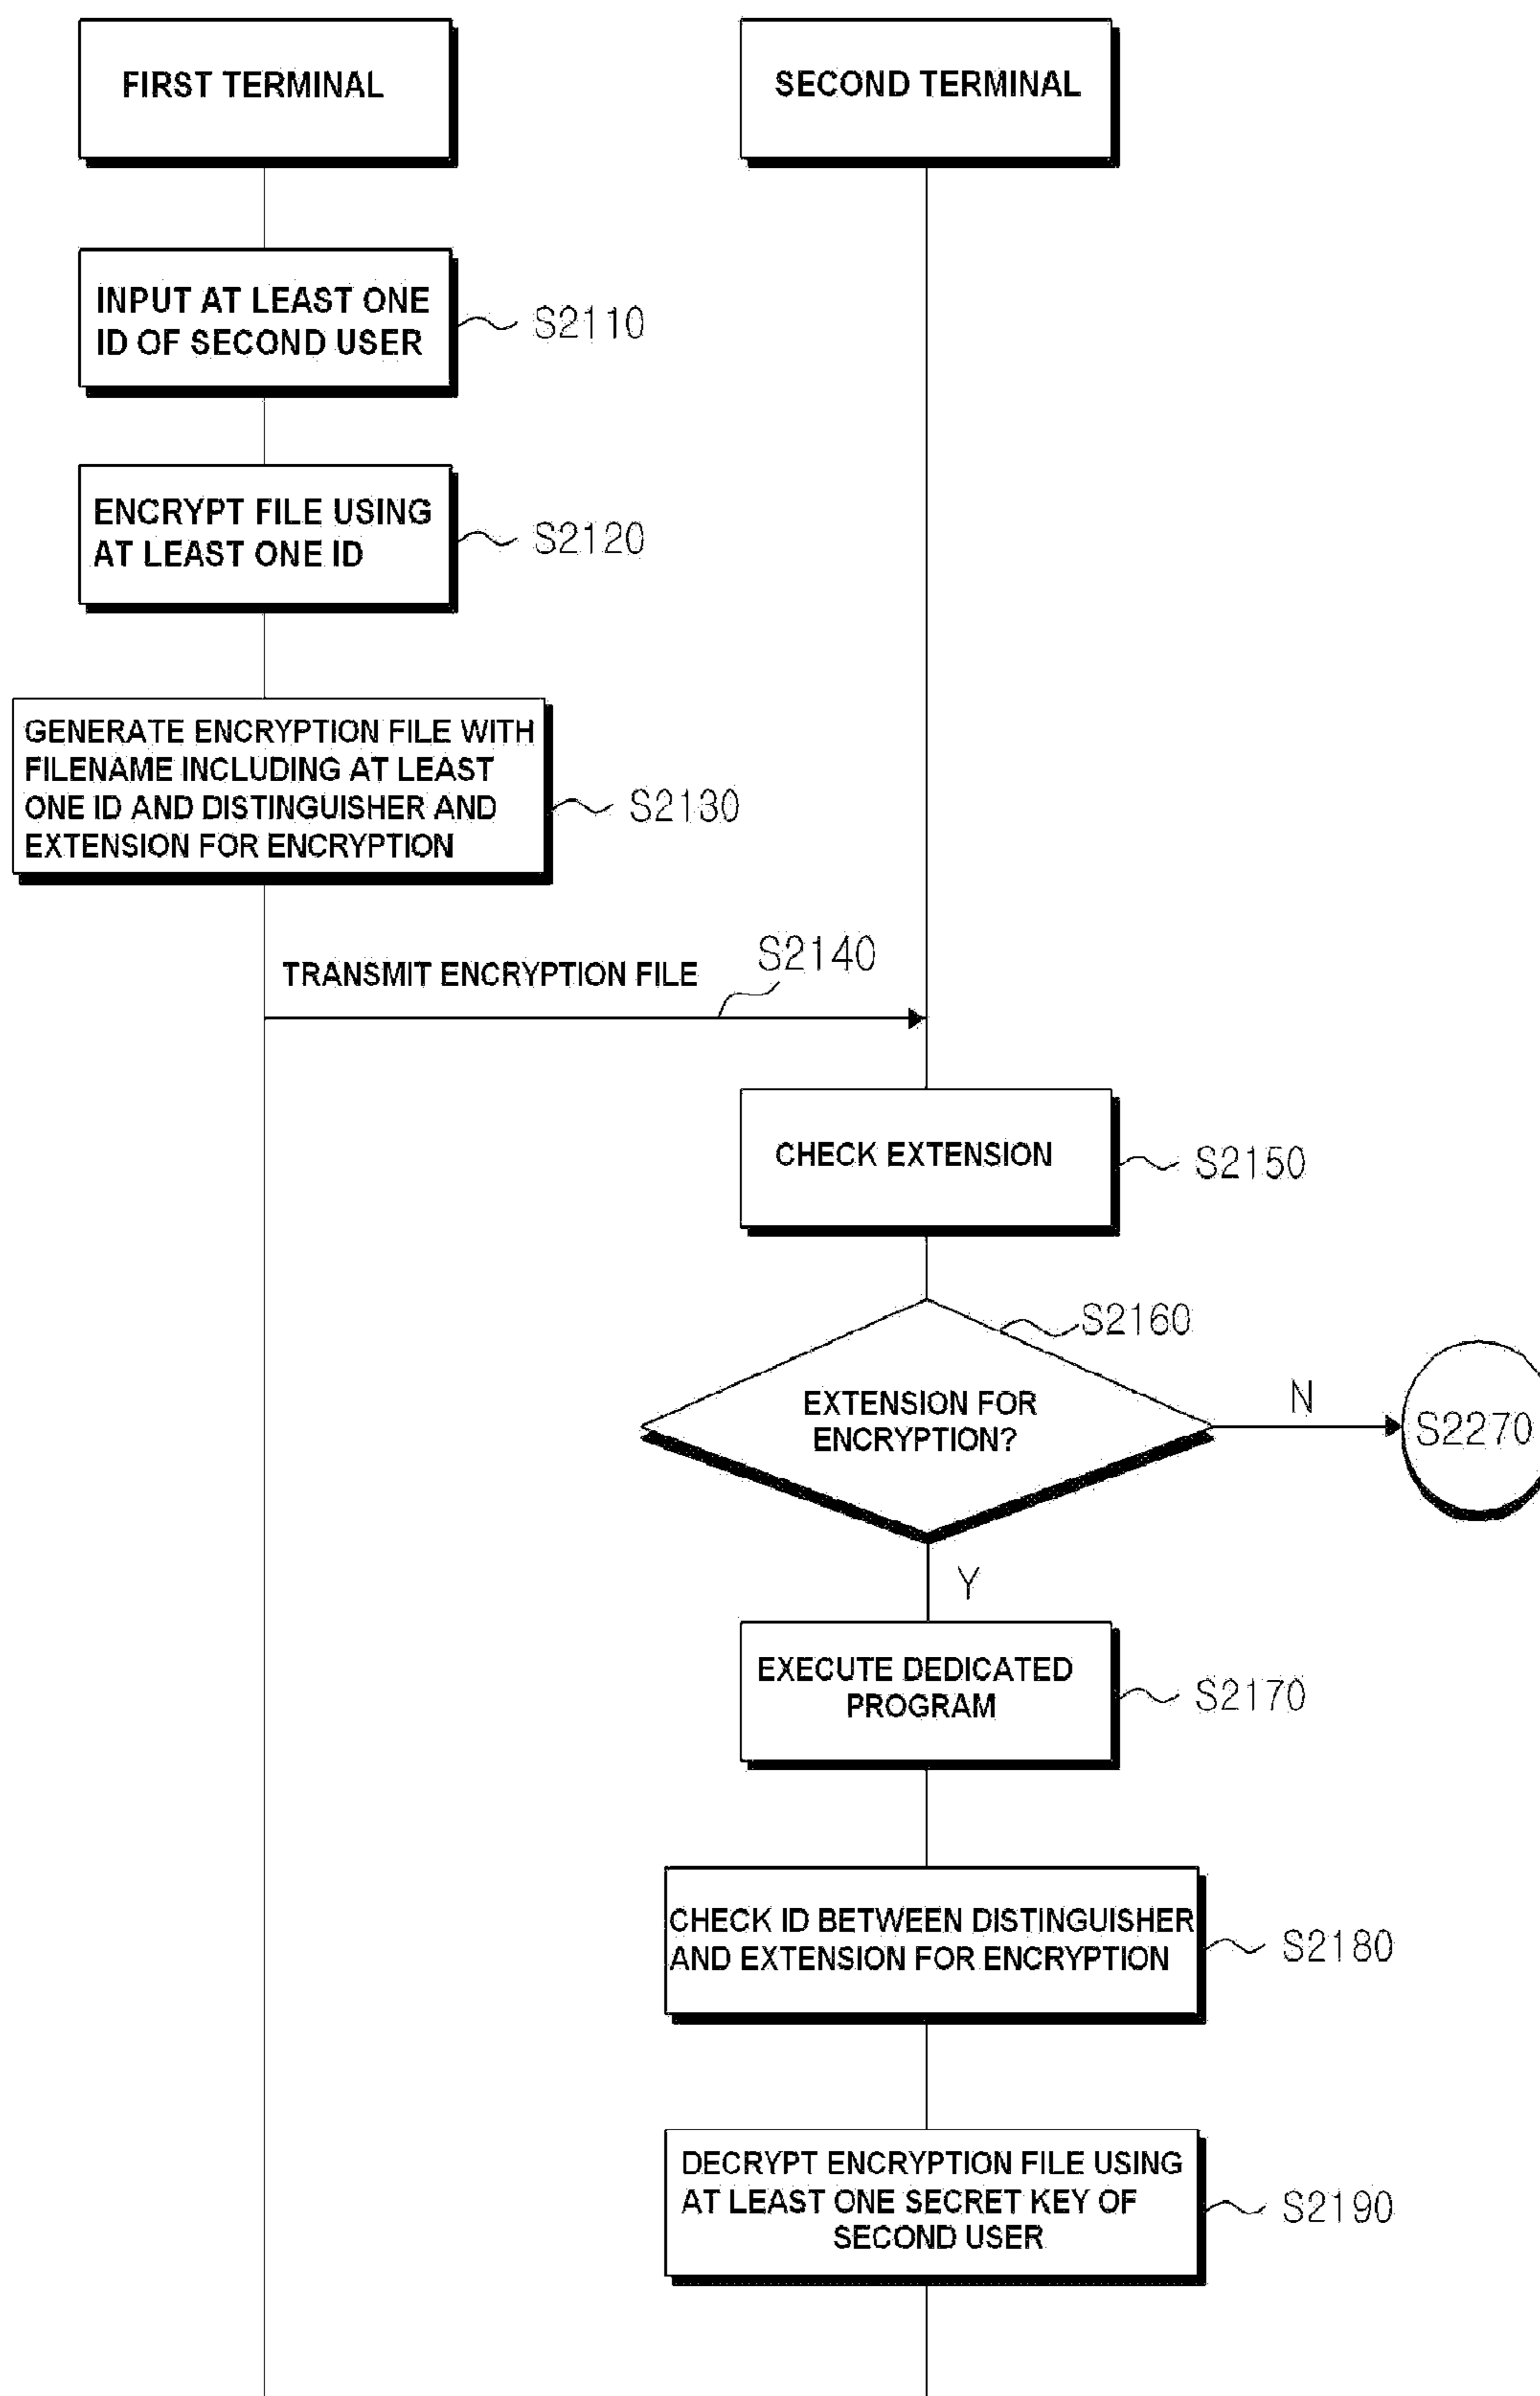 FIRST TERMINAL
SECOND TERMINAL
INPUT AT LEAST ONE
ID OF SECOND USER
S2110
ENCRYPT FILE USING
AT LEAST ONE ID
S2120
GENERATE ENCRYPTION FILE WITH
FILENAME INCLUDING AT LEAST
ONE ID AND DISTINGUISHER AND
EXTENSION FOR ENCRYPTION
S2130
TRANSMIT ENCRYPTION FILE
S2140
CHECK EXTENSION
S2150
S2160
EXTENSION FOR
ENCRYPTION?
N
S2270
Y
EXECUTE DEDICATED
PROGRAM
S2170
CHECK ID BETWEEN DISTINGUISHER
AND EXTENSION FOR ENCRYPTION
S2180
DECRYPT ENCRYPTION FILE USING
AT LEAST ONE SECRET KEY OF
SECOND USER
S2190